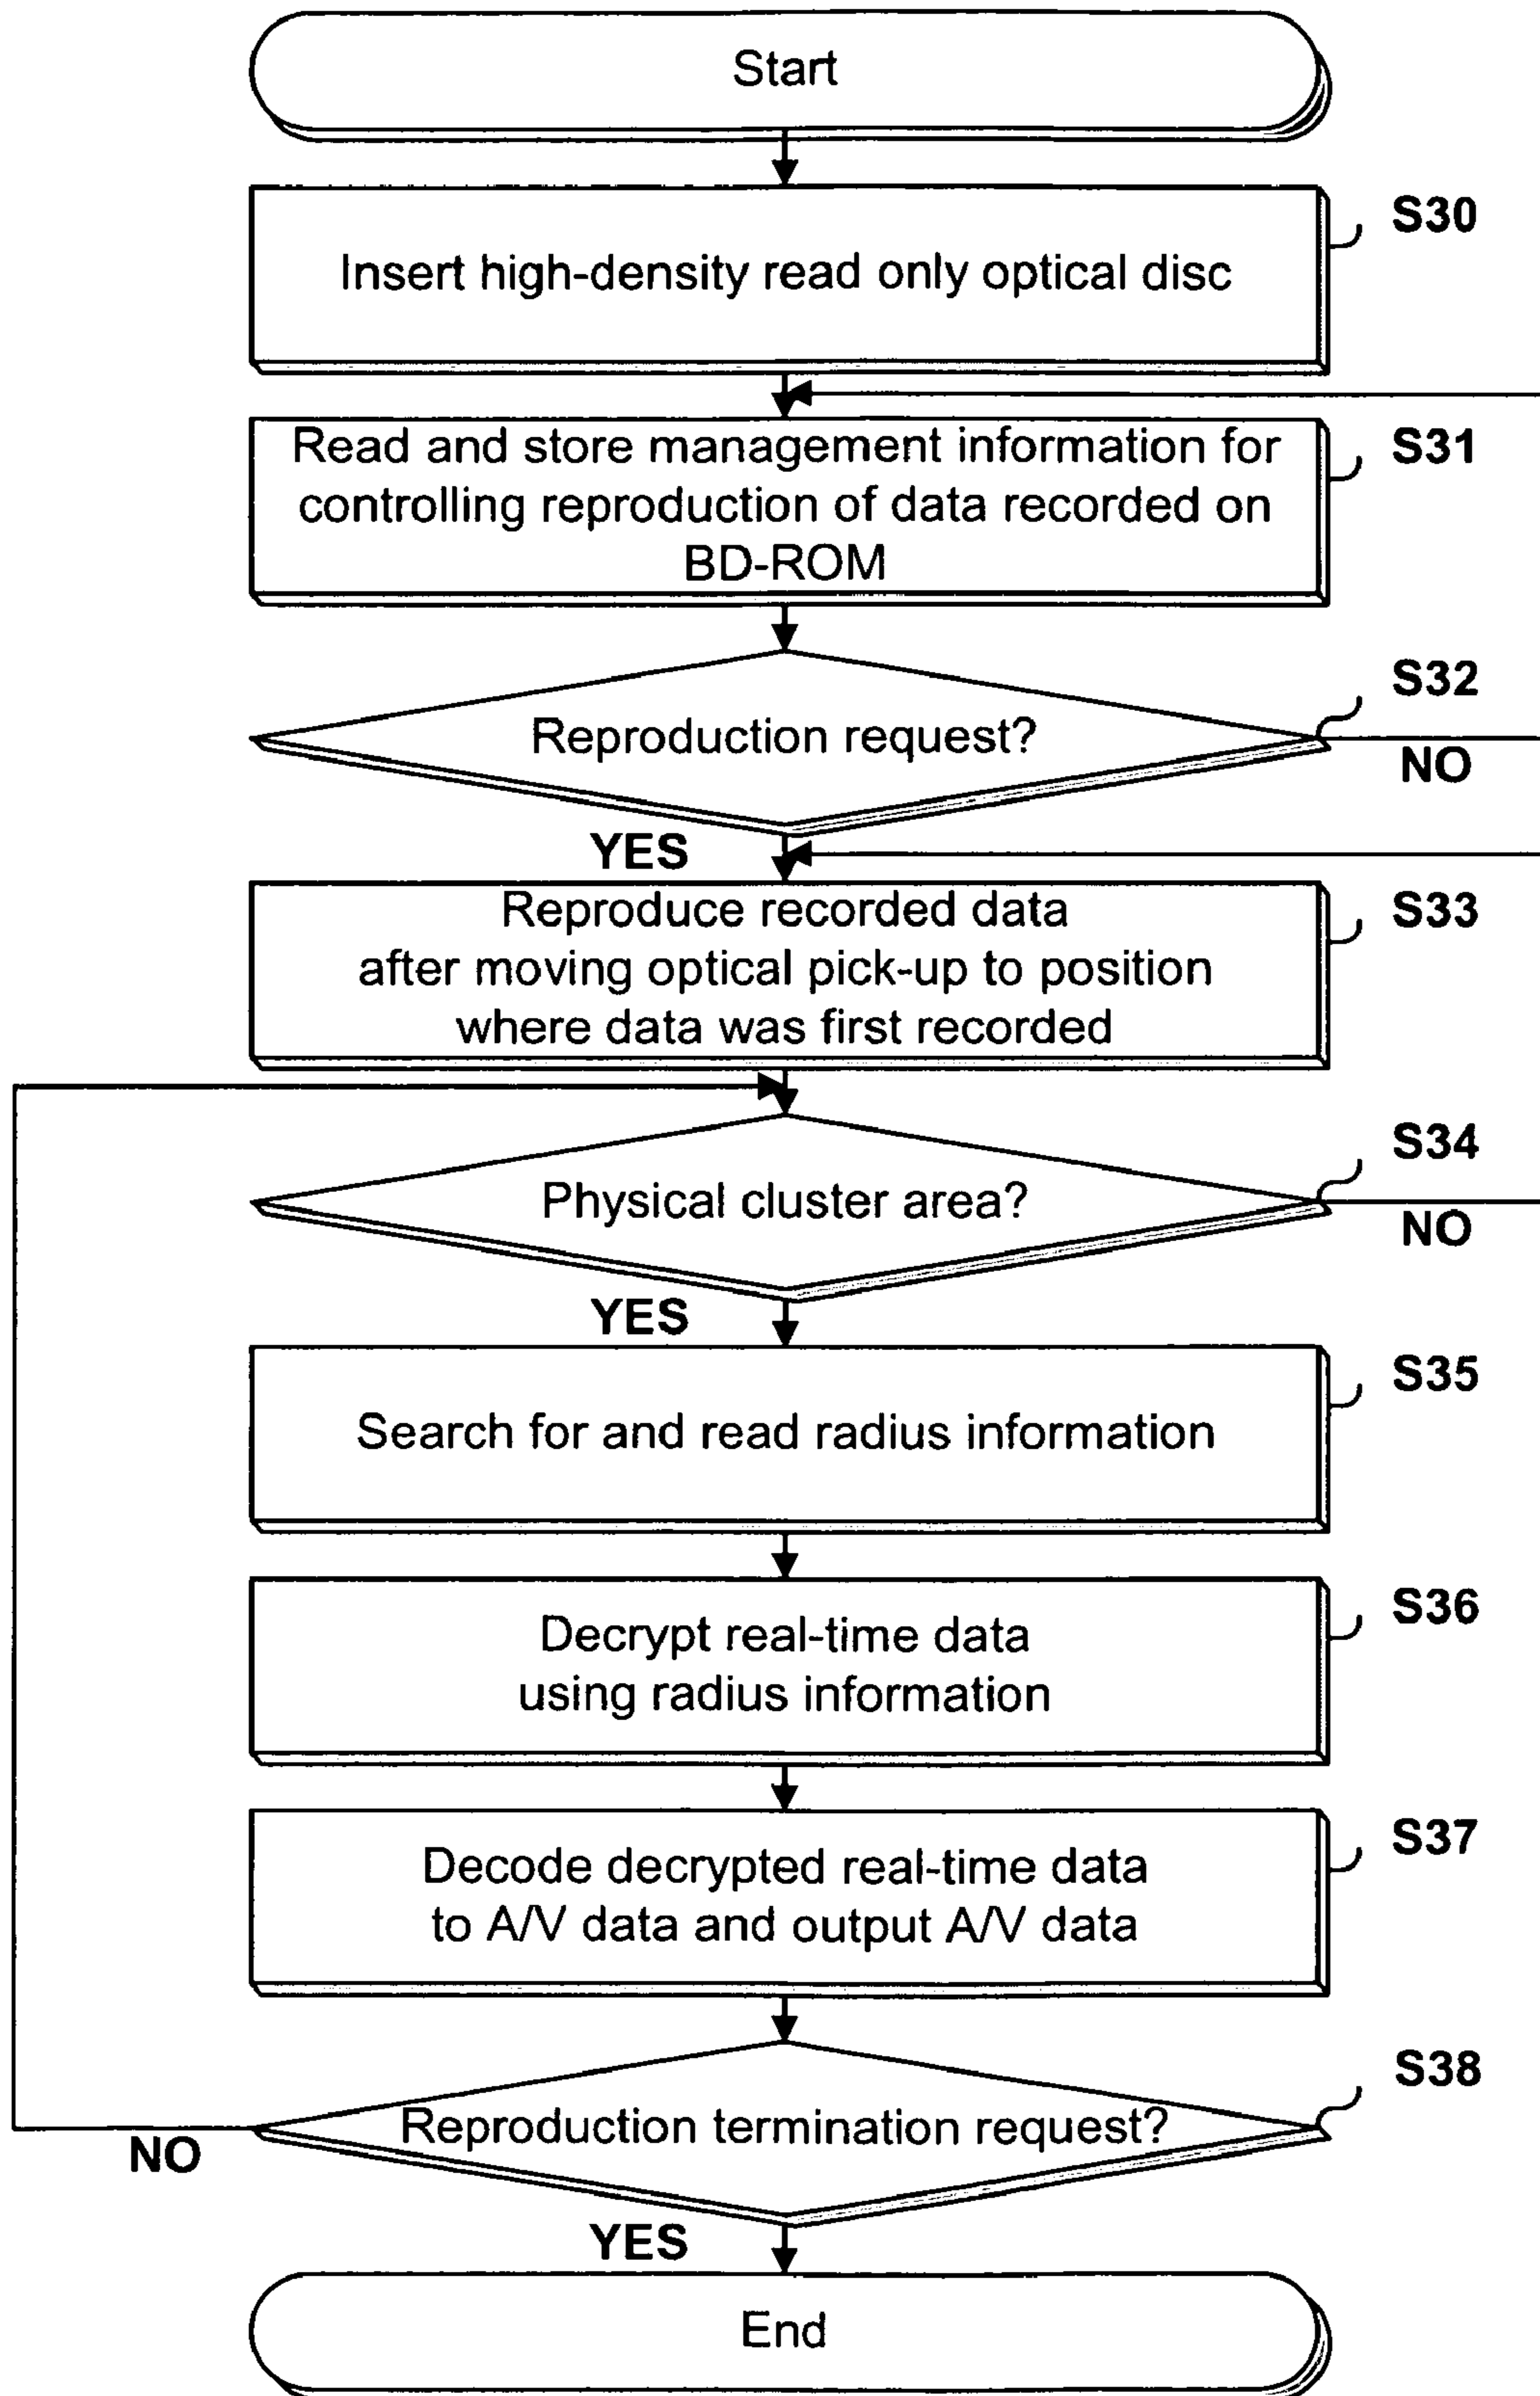 Start
S30
Insert high-density read only optical disc
S31
Read and store management information for
controlling reproduction of data recorded on
BD-ROM
S32
Reproduction request?
NO
YES
S33
Reproduce recorded data
after moving optical pick-up to position
where data was first recorded
S34
Physical cluster area?
NO
YES
S35
Search for and read radius information
S36
Decrypt real-time data
using radius information
S37
Decode decrypted real-time data
to A/V data and output A/V data
S38
Reproduction termination request?
NO
YES
End